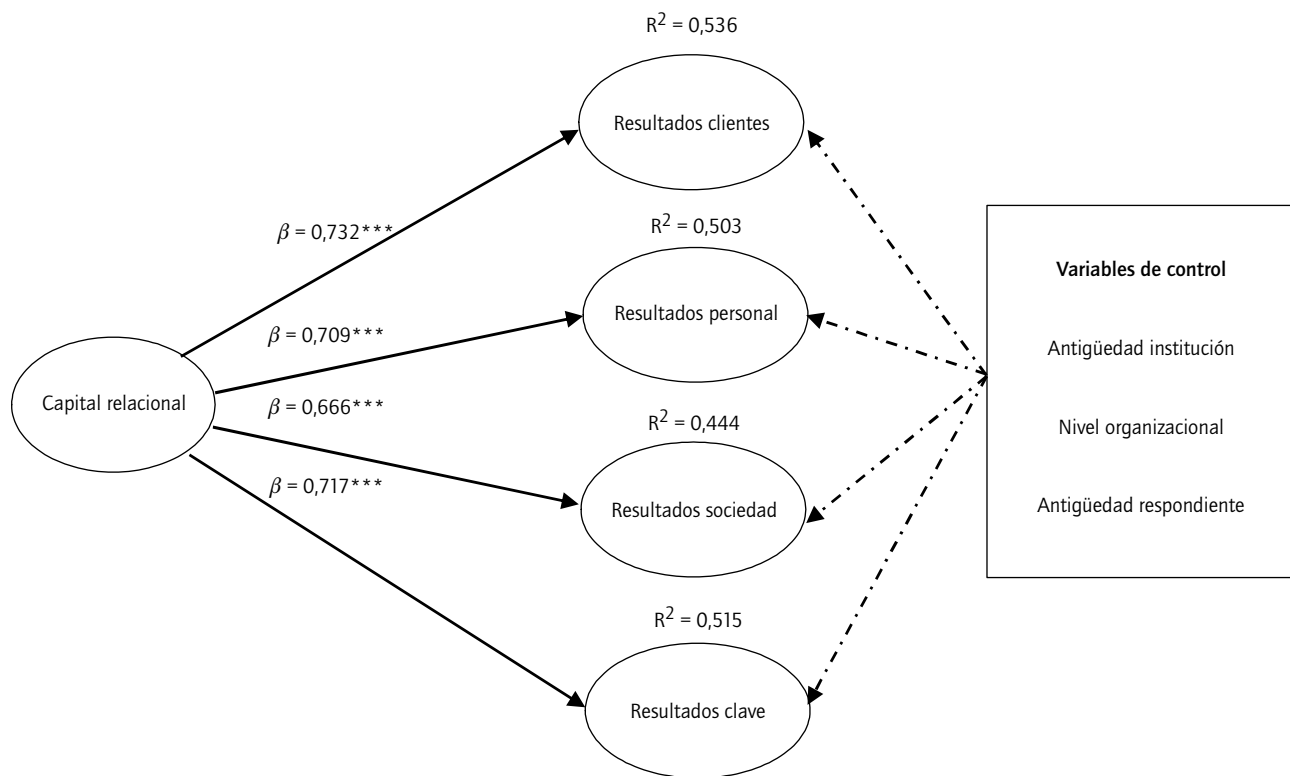 R² = 0,536
Resultados clientes
β = 0,732***
R² = 0,503
Resultados personal
β = 0,709***
Capital relacional
β = 0,666***
R² = 0,444
Resultados sociedad
β = 0,717***
R² = 0,515
Resultados clave
Variables de control
Antigüedad institución
Nivel organizacional
Antigüedad respondiente